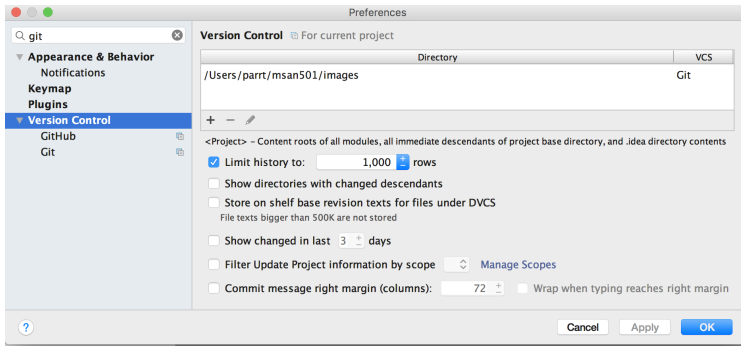 Preferences
git
Appearance & Behavior
Notifications
Keymap
Plugins
Version Control
GitHub
Git
Version Control For current project
Directory VCS
/Users/parrt/msan501/images Git
<Project> – Content roots of all modules, all immediate descendants of project base directory, and .idea directory contents
Limit history to: 1,000 rows
Show directories with changed descendants
Store on shelf base revision texts for files under DVCS
File texts bigger than 500K are not stored
Show changed in last 3 days
Filter Update Project information by scope Manage Scopes
Commit message right margin (columns): 72 Wrap when typing reaches right margin
? Cancel Apply OK